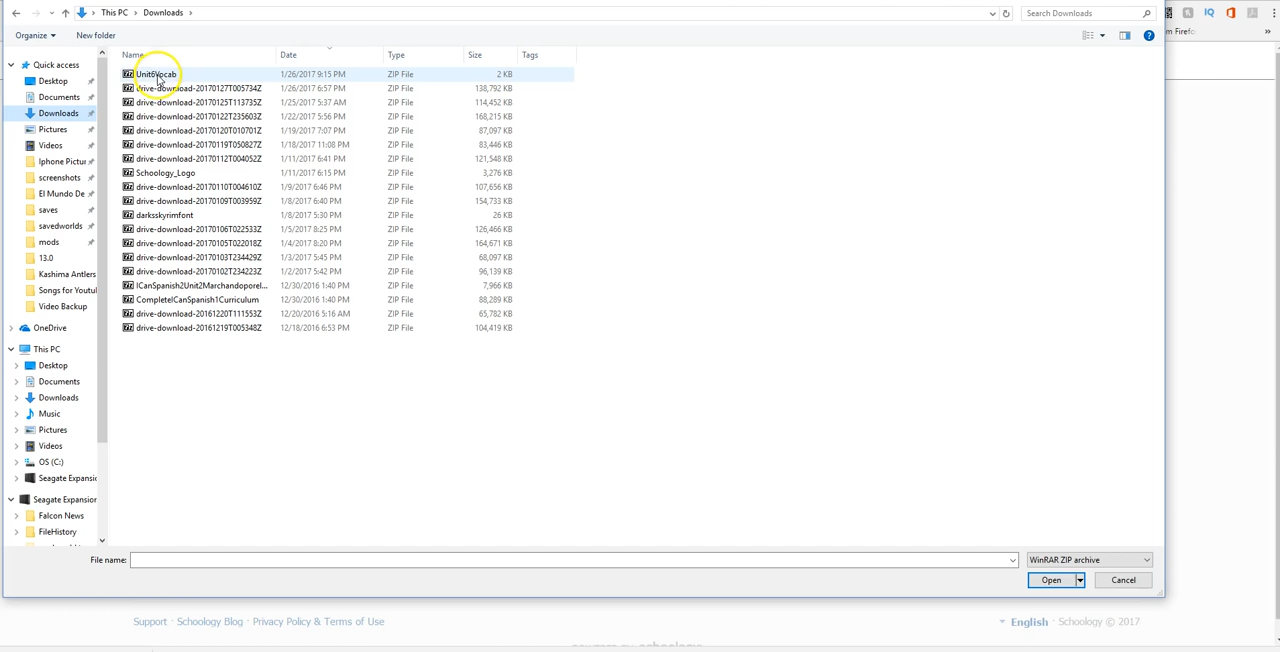 This PC > Downloads >
Search Downloads
Organize
New folder
m Firef
Name Date Type Size Tags
Quick access
Desktop
Documents
Downloads
Pictures
Videos
Iphone Pictur
screenshots
El Mundo De
saves
savedworlds
mods
13.0
Kashima Antlers
Songs for Youtul
Video Backup
OneDrive
This PC
Desktop
Documents
Downloads
Music
Pictures
Videos
OS (C:)
Seagate Expansio
Seagate Expansion
Falcon News
FileHistory
Unit6Vocab 1/26/2017 9:15 PM ZIP File 2 KB
drive-download-20170127T005734Z 1/26/2017 6:57 PM ZIP File 138,792 KB
drive-download-20170125T113735Z 1/25/2017 5:37 AM ZIP File 114,452 KB
drive-download-20170122T235603Z 1/22/2017 5:56 PM ZIP File 168,215 KB
drive-download-20170120T010701Z 1/19/2017 7:07 PM ZIP File 87,097 KB
drive-download-20170119T050827Z 1/18/2017 11:08 PM ZIP File 83,446 KB
drive-download-20170112T004052Z 1/11/2017 6:41 PM ZIP File 121,548 KB
Schoology_Logo 1/11/2017 6:15 PM ZIP File 3,276 KB
drive-download-20170110T004610Z 1/9/2017 6:46 PM ZIP File 107,656 KB
drive-download-20170109T003959Z 1/8/2017 6:40 PM ZIP File 154,733 KB
darksskyrimfont 1/8/2017 5:30 PM ZIP File 26 KB
drive-download-20170106T022533Z 1/5/2017 8:25 PM ZIP File 126,466 KB
drive-download-20170105T022018Z 1/4/2017 8:20 PM ZIP File 164,671 KB
drive-download-20170103T234429Z 1/3/2017 5:45 PM ZIP File 68,097 KB
drive-download-20170102T234223Z 1/2/2017 5:42 PM ZIP File 96,139 KB
ICanSpanish2Unit2Marchandoporel... 12/30/2016 1:40 PM ZIP File 7,966 KB
CompleteICanSpanish1Curriculum 12/30/2016 1:40 PM ZIP File 88,289 KB
drive-download-20161220T111553Z 12/20/2016 5:16 AM ZIP File 65,782 KB
drive-download-20161219T005348Z 12/18/2016 6:53 PM ZIP File 104,419 KB
File name:
WinRAR ZIP archive
Open
Cancel
Support · Schoology Blog · Privacy Policy & Terms of Use
English · Schoology © 2017